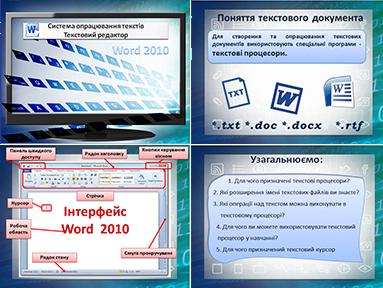 Система опрацювання текстів
Текстовий редактор
Word 2010
Поняття текстового документа
Для створення та опрацювання текстових
документів використовують спеціальні програми -
текстові процесори.
TXT
W
W
*.txt *.doc *.docx *.rtf
Панель швидкого
доступу
Рядок заголовку
Кнопки керування
вікном
Стрічка
Курсор
Інтерфейс
Word 2010
Робоча
область
Рядок стану
Смуга прокручування
Узагальнюємо:
1. Для чого призначені текстові процесори?
2. Які розширення імені текстових файлів ви знаєте?
3. Які операції над текстом можна виконувати в
текстовому процесорі?
4. Для чого ви можете використовувати текстовий
процесор у навчанні?
5. Для чого призначений текстовий курсор